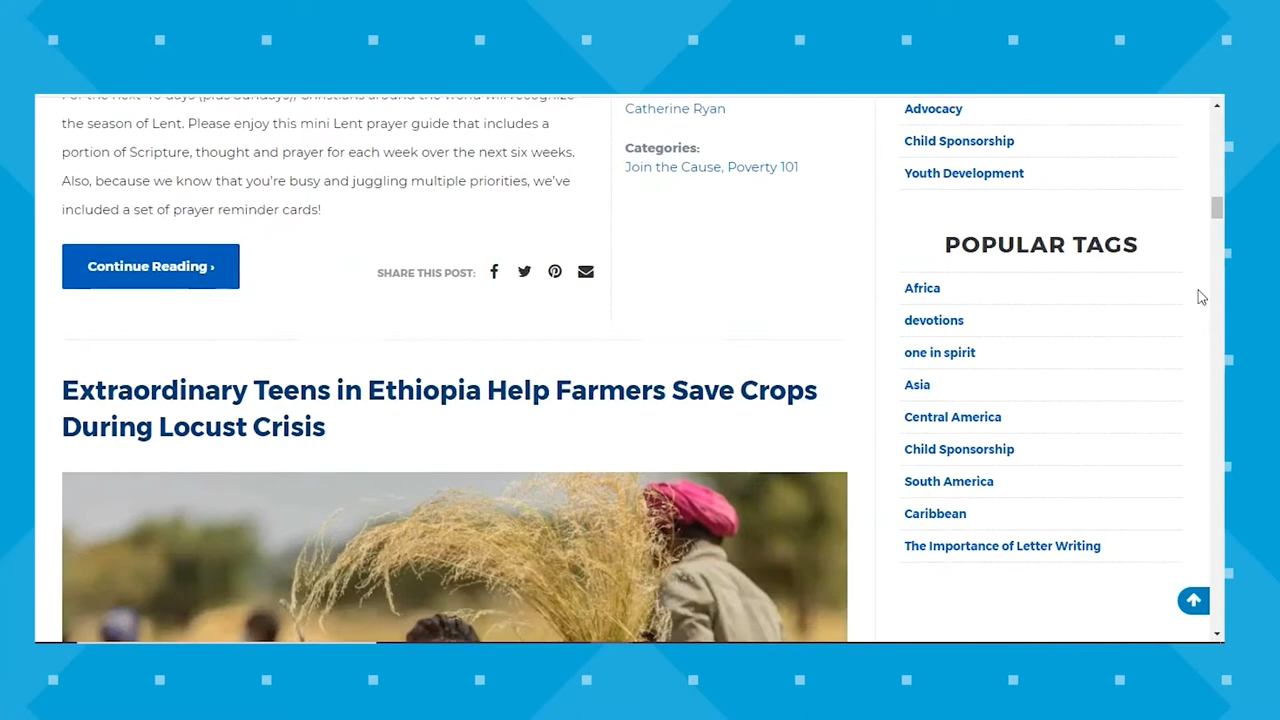 the season of Lent. Please enjoy this mini Lent prayer guide that includes a
portion of Scripture, thought and prayer for each week over the next six weeks.
Also, because we know that you're busy and juggling multiple priorities, we've
included a set of prayer reminder cards!
Continue Reading ›
SHARE THIS POST:
Catherine Ryan
Categories:
Join the Cause, Poverty 101
Extraordinary Teens in Ethiopia Help Farmers Save Crops
During Locust Crisis
Advocacy
Child Sponsorship
Youth Development
POPULAR TAGS
Africa
devotions
one in spirit
Asia
Central America
Child Sponsorship
South America
Caribbean
The Importance of Letter Writing